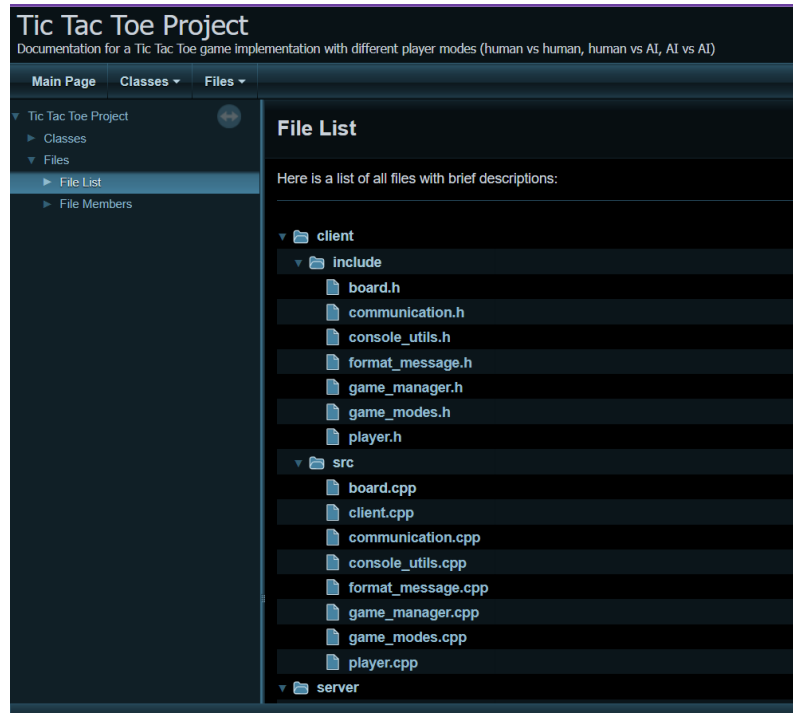 Tic Tac Toe Project
Documentation for a Tic Tac Toe game implementation with different player modes (human vs human, human vs AI, AI vs AI)
Main Page Classes Files
Tic Tac Toe Project
Classes
Files
File List
File Members
File List
Here is a list of all files with brief descriptions:
client
include
board.h
communication.h
console_utils.h
format_message.h
game_manager.h
game_modes.h
player.h
src
board.cpp
client.cpp
communication.cpp
console_utils.cpp
format_message.cpp
game_manager.cpp
game_modes.cpp
player.cpp
server